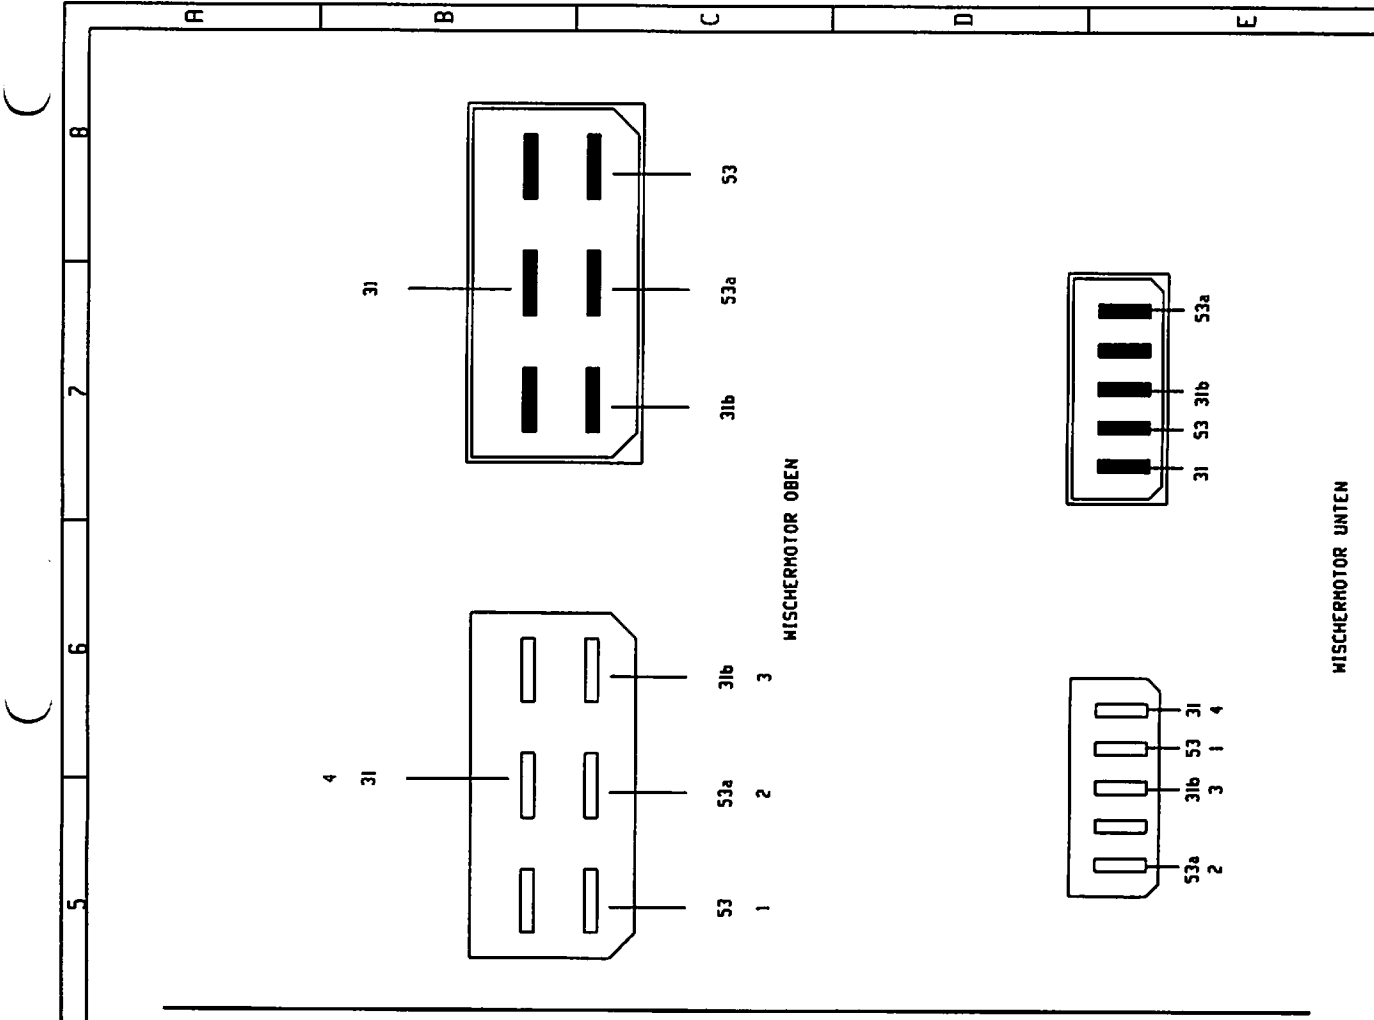 5 6 7 8
A
4
31 31
B
C
53 53a 31b 31b 53a 53
1 2 3
WISCHERMOTOR OBEN
D
53a 31b 53 31 31 53 31b 53a
2 3 1 4
E
WISCHERMOTOR UNTEN